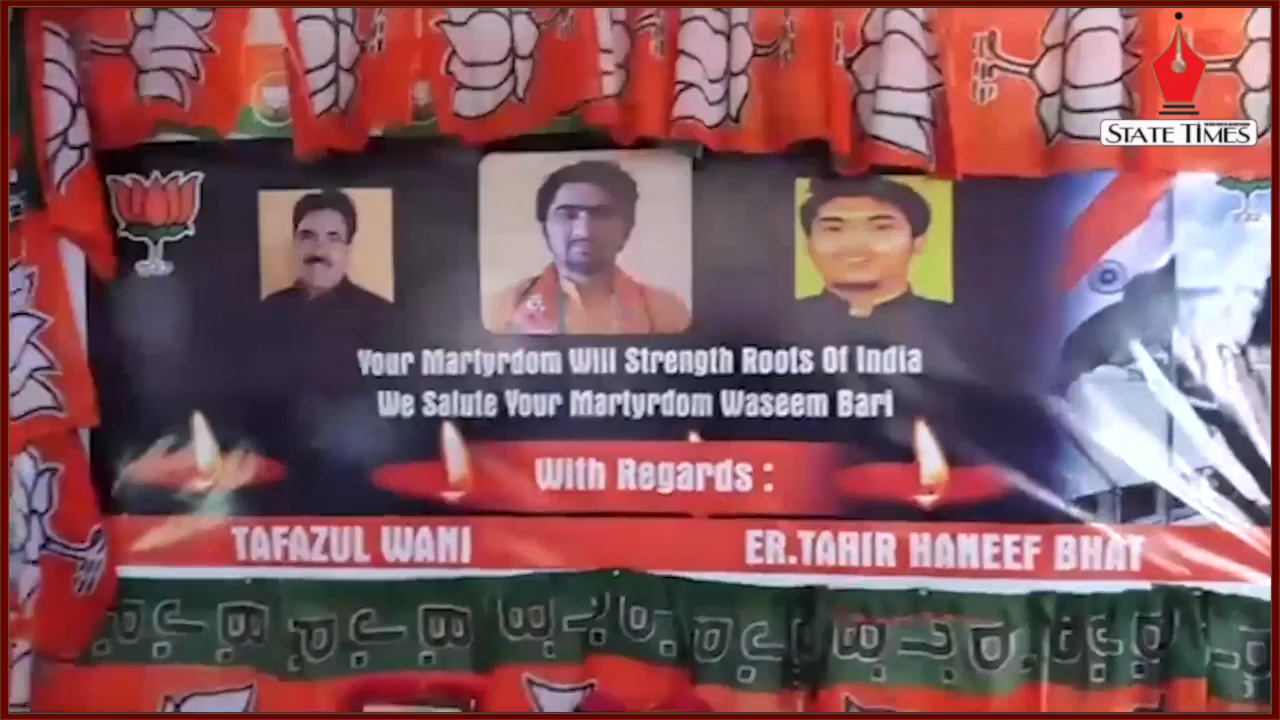 STATE TIMES
Your Martyrdom Will Strength Roots Of India
We Salute Your Martyrdom Waseem Bari
With Regards :
TAFAZUL WANI
ER.TAHIR HANEEF BHAT
B.J.P. B.J.P. B.J.P. B.J.P. B.J.P. B.J.P.